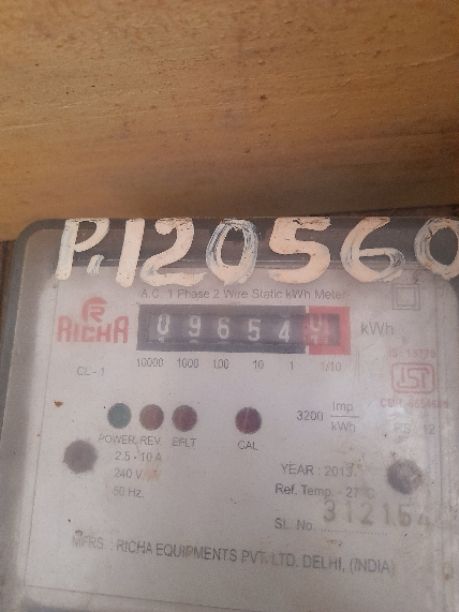 P.120560
A.C. 1 Phase 2 Wire Static kWh Meter
RICHA
09654
kWh
10000 1000 100 10 1 1/10
CL-1
IS:13779
ISI
3200 Imp/kWh
POWER REV. E/LT CAL
2.5-10 A
240 V
50 Hz.
YEAR : 2013
Ref. Temp. - 27°C
SL. No. 312154
MFRS. : RICHA EQUIPMENTS PVT. LTD. DELHI, (INDIA)